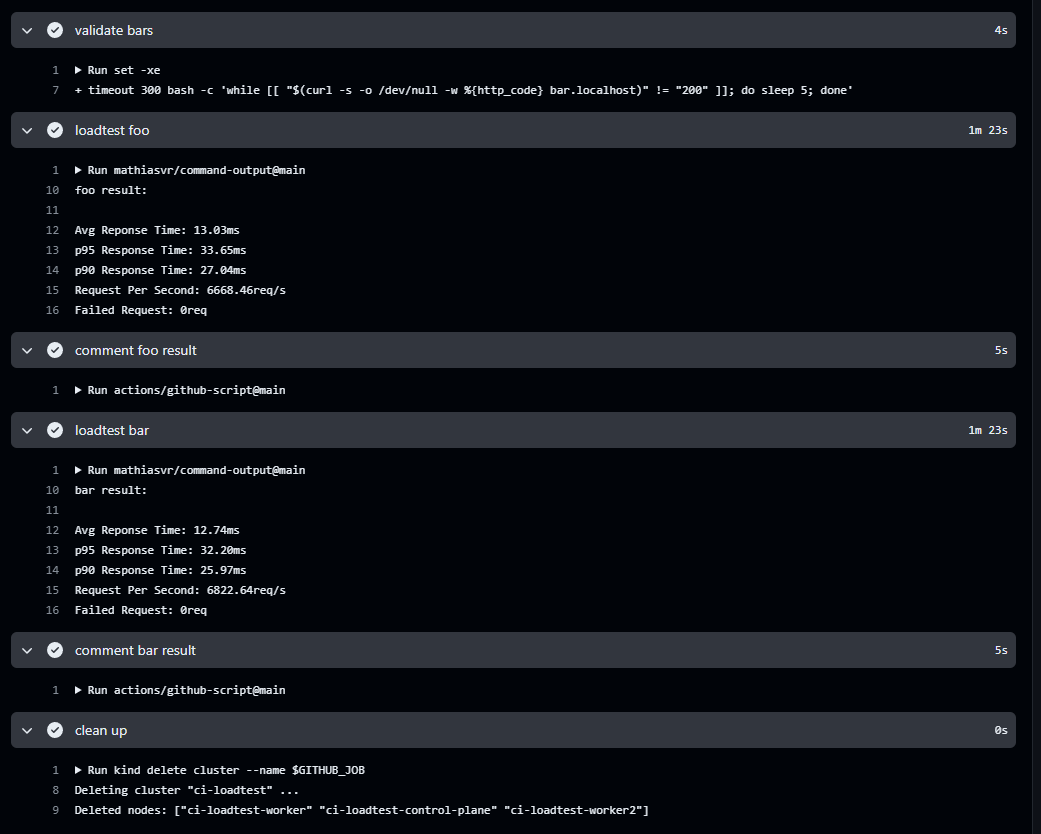 validate bars 4s
1 Run set -xe
7 + timeout 300 bash -c 'while [[ "$(curl -s -o /dev/null -w %{http_code} bar.localhost)" != "200" ]]; do sleep 5; done'
loadtest foo 1m 23s
1 Run mathiasvr/command-output@main
10 foo result:
11
12 Avg Reponse Time: 13.03ms
13 p95 Response Time: 33.65ms
14 p90 Response Time: 27.04ms
15 Request Per Second: 6668.46req/s
16 Failed Request: 0req
comment foo result 5s
1 Run actions/github-script@main
loadtest bar 1m 23s
1 Run mathiasvr/command-output@main
10 bar result:
11
12 Avg Reponse Time: 12.74ms
13 p95 Response Time: 32.20ms
14 p90 Response Time: 25.97ms
15 Request Per Second: 6822.64req/s
16 Failed Request: 0req
comment bar result 5s
1 Run actions/github-script@main
clean up 0s
1 Run kind delete cluster --name $GITHUB_JOB
8 Deleting cluster "ci-loadtest" ...
9 Deleted nodes: ["ci-loadtest-worker" "ci-loadtest-control-plane" "ci-loadtest-worker2"]